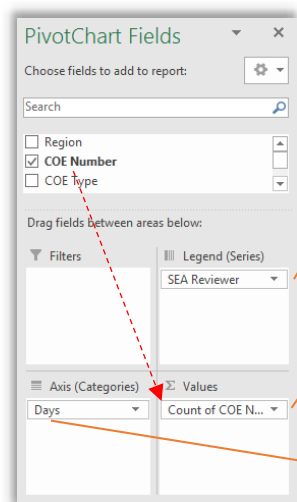 PivotChart Fields
Choose fields to add to report:
Search
Region
COE Number
COE Type
Drag fields between areas below:
Filters
Legend (Series)
SEA Reviewer
Axis (Categories)
Σ Values
Days
Count of COE N...